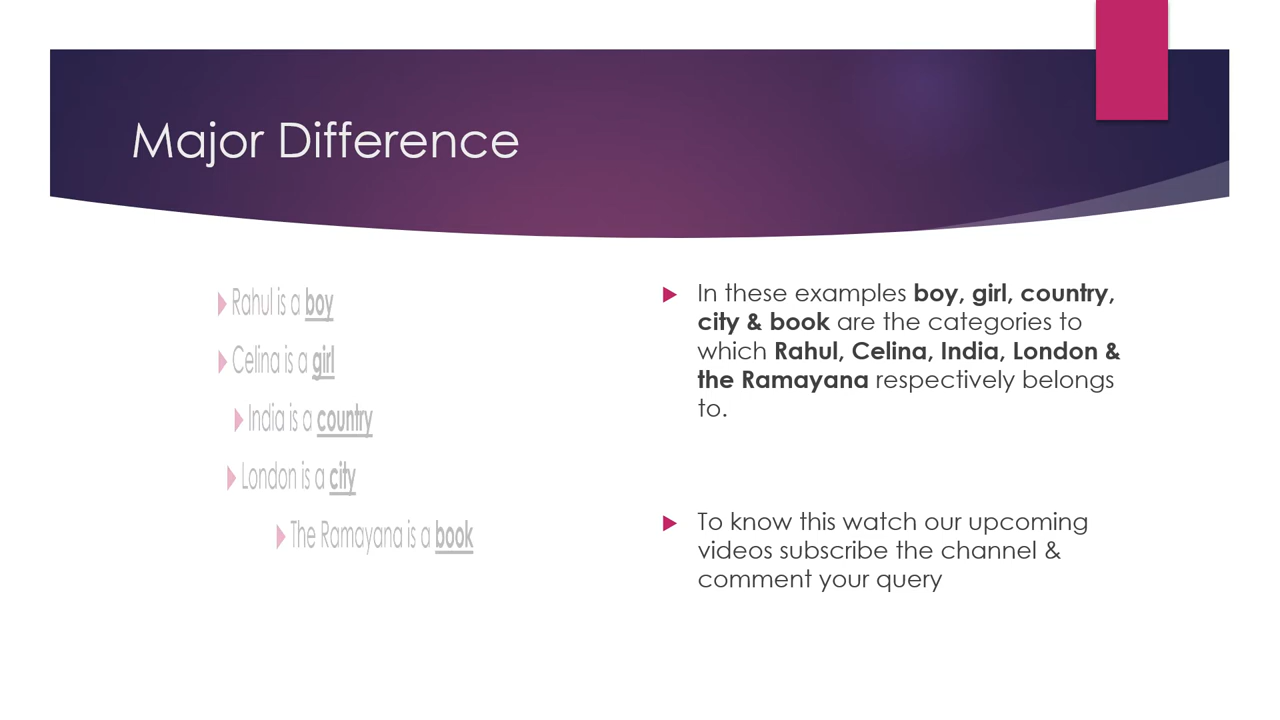 Major Difference
Rahul is a boy
Celina is a girl
India is a country
London is a city
The Ramayana is a book
In these examples boy, girl, country,
city & book are the categories to
which Rahul, Celina, India, London &
the Ramayana respectively belongs
to.
To know this watch our upcoming
videos subscribe the channel &
comment your query